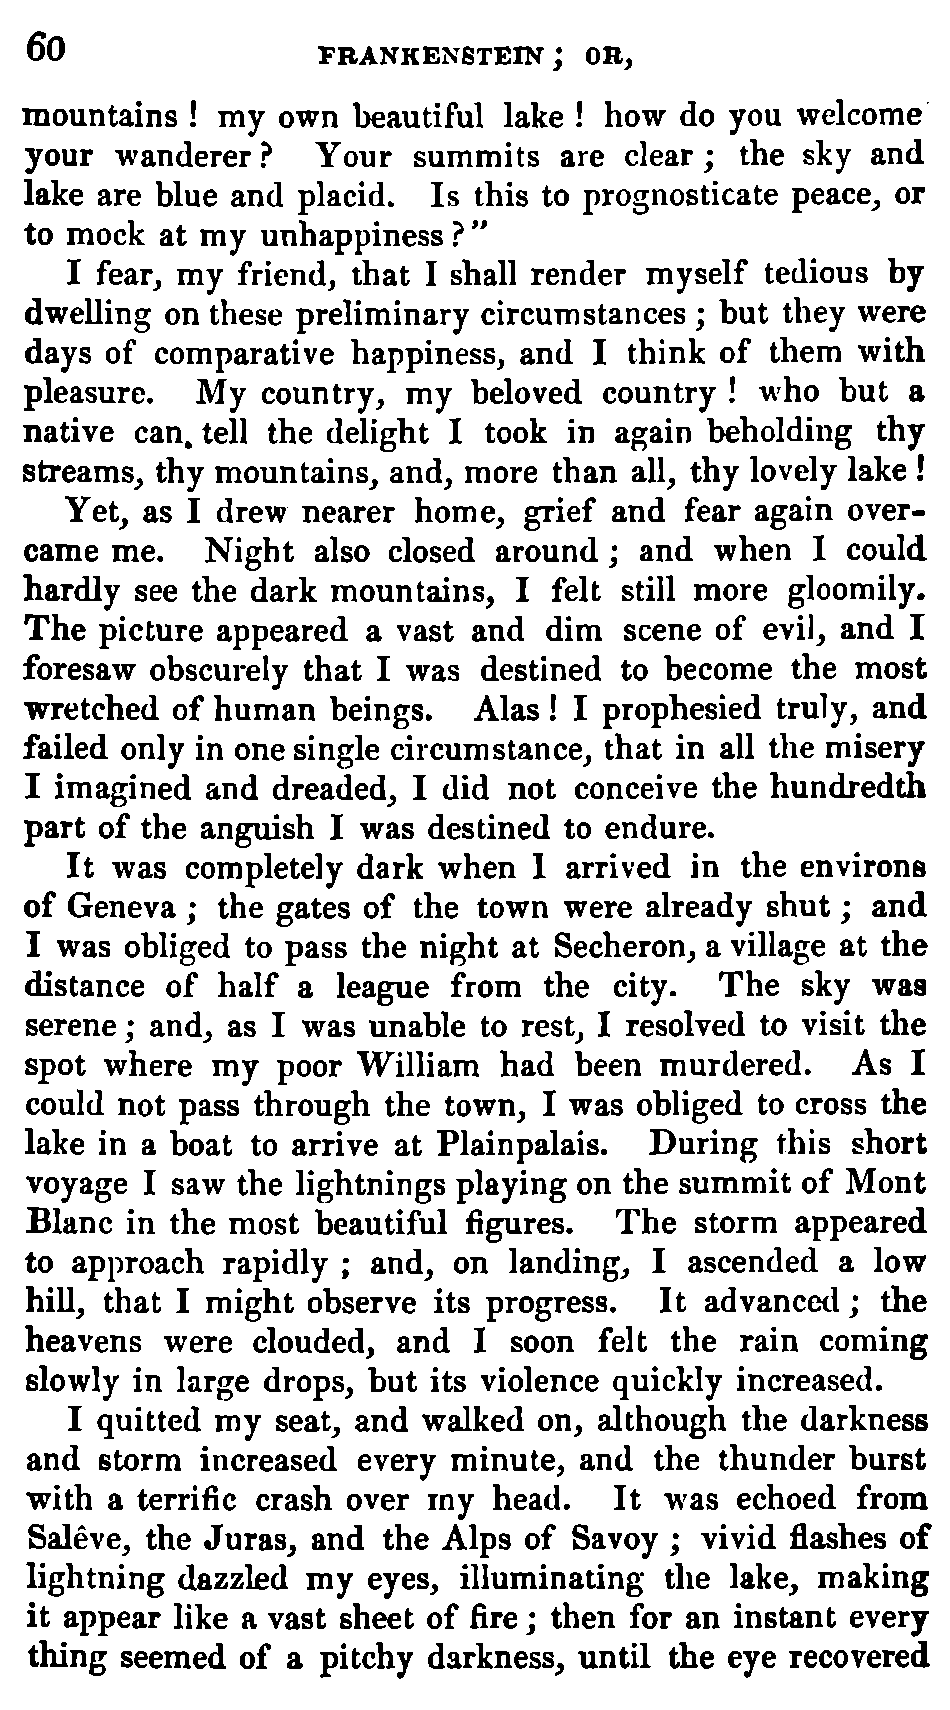 60 FRANKENSTEIN ; OR,
mountains ! my own beautiful lake ! how do you welcome
your wanderer ? Your summits are clear ; the sky and
lake are blue and placid. Is this to prognosticate peace, or
to mock at my unhappiness ? "
I fear, my friend, that I shall render myself tedious by
dwelling on these preliminary circumstances ; but they were
days of comparative happiness, and I think of them with
pleasure. My country, my beloved country ! who but a
native can. tell the delight I took in again beholding thy
streams, thy mountains, and, more than all, thy lovely lake !
Yet, as I drew nearer home, grief and fear again over-
came me. Night also closed around ; and when I could
hardly see the dark mountains, I felt still more gloomily.
The picture appeared a vast and dim scene of evil, and I
foresaw obscurely that I was destined to become the most
wretched of human beings. Alas ! I prophesied truly, and
failed only in one single circumstance, that in all the misery
I imagined and dreaded, I did not conceive the hundredth
part of the anguish I was destined to endure.
It was completely dark when I arrived in the environs
of Geneva ; the gates of the town were already shut ; and
I was obliged to pass the night at Secheron, a village at the
distance of half a league from the city. The sky was
serene ; and, as I was unable to rest, I resolved to visit the
spot where my poor William had been murdered. As I
could not pass through the town, I was obliged to cross the
lake in a boat to arrive at Plainpalais. During this short
voyage I saw the lightnings playing on the summit of Mont
Blanc in the most beautiful figures. The storm appeared
to approach rapidly ; and, on landing, I ascended a low
hill, that I might observe its progress. It advanced ; the
heavens were clouded, and I soon felt the rain coming
slowly in large drops, but its violence quickly increased.
I quitted my seat, and walked on, although the darkness
and storm increased every minute, and the thunder burst
with a terrific crash over my head. It was echoed from
Salêve, the Juras, and the Alps of Savoy ; vivid flashes of
lightning dazzled my eyes, illuminating the lake, making
it appear like a vast sheet of fire ; then for an instant every
thing seemed of a pitchy darkness, until the eye recovered